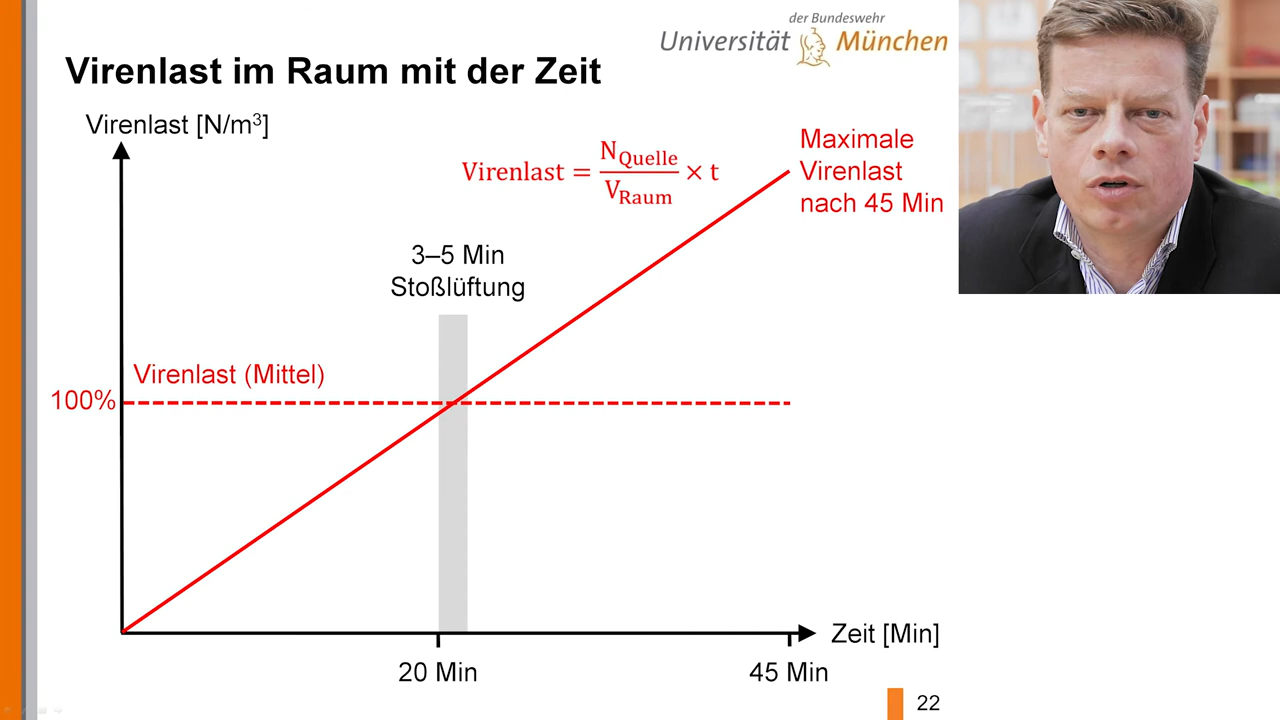 der Bundeswehr
Universität München
Virenlast im Raum mit der Zeit
Virenlast [N/m³]
Virenlast = N_Quelle / V_Raum × t
Maximale
Virenlast
nach 45 Min
3–5 Min
Stoßlüftung
Virenlast (Mittel)
100%
Zeit [Min]
20 Min
45 Min
22